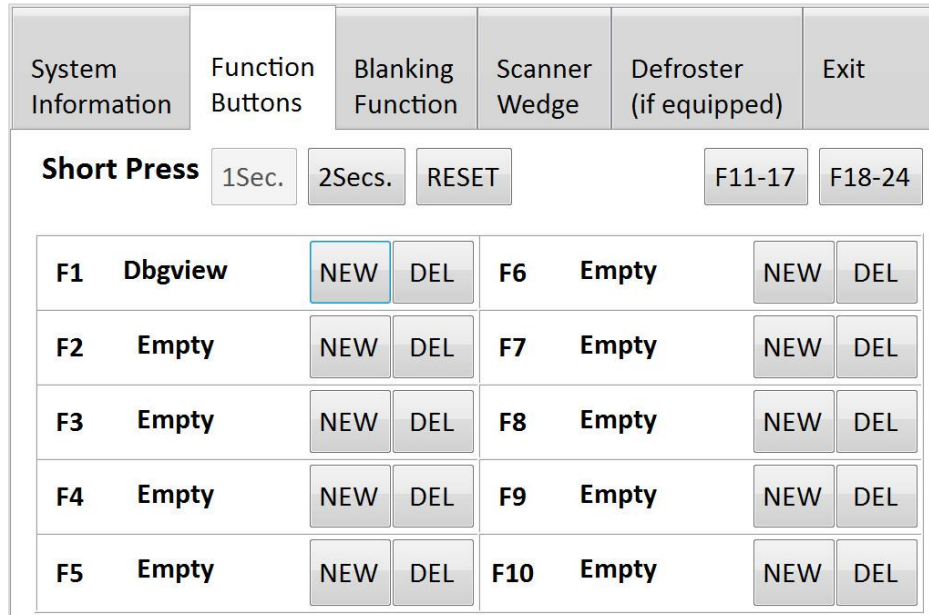 System Information
Function Buttons
Blanking Function
Scanner Wedge
Defroster (if equipped)
Exit
Short Press 1Sec. 2Secs. RESET F11-17 F18-24
F1 Dbgview NEW DEL F6 Empty NEW DEL
F2 Empty NEW DEL F7 Empty NEW DEL
F3 Empty NEW DEL F8 Empty NEW DEL
F4 Empty NEW DEL F9 Empty NEW DEL
F5 Empty NEW DEL F10 Empty NEW DEL